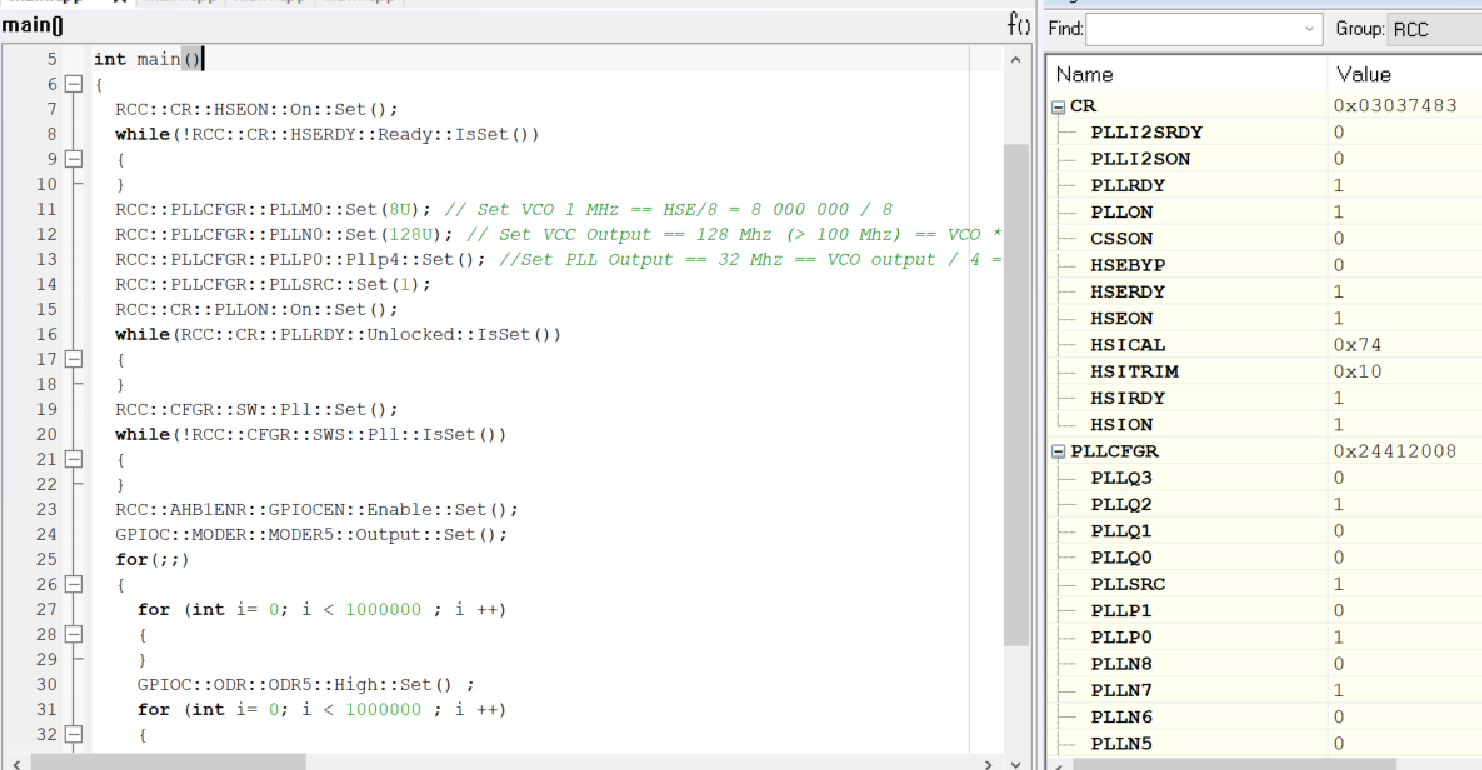 main()
f()
5 int main()
6 {
7 RCC::CR::HSEON::On::Set();
8 while(!RCC::CR::HSERDY::Ready::IsSet())
9 {
10 }
11 RCC::PLLCFGR::PLLM0::Set(8U); // Set VCO 1 MHz == HSE/8 = 8 000 000 / 8
12 RCC::PLLCFGR::PLLN0::Set(128U); // Set VCC Output == 128 Mhz (> 100 Mhz) == VCO *
13 RCC::PLLCFGR::PLLP0::Pllp4::Set(); //Set PLL Output == 32 Mhz == VCO output / 4 =
14 RCC::PLLCFGR::PLLSRC::Set(1);
15 RCC::CR::PLLON::On::Set();
16 while(RCC::CR::PLLRDY::Unlocked::IsSet())
17 {
18 }
19 RCC::CFGR::SW::Pll::Set();
20 while(!RCC::CFGR::SWS::Pll::IsSet())
21 {
22 }
23 RCC::AHB1ENR::GPIOCEN::Enable::Set();
24 GPIOC::MODER::MODER5::Output::Set();
25 for(;;)
26 {
27 for (int i= 0; i < 1000000 ; i ++)
28 {
29 }
30 GPIOC::ODR::ODR5::High::Set() ;
31 for (int i= 0; i < 1000000 ; i ++)
32 {
Find: Group: RCC
Name Value
CR 0x03037483
PLLI2SRDY 0
PLLI2SON 0
PLLRDY 1
PLLON 1
CSSON 0
HSEBYP 0
HSERDY 1
HSEON 1
HSICAL 0x74
HSITRIM 0x10
HSIRDY 1
HSION 1
PLLCFGR 0x24412008
PLLQ3 0
PLLQ2 1
PLLQ1 0
PLLQ0 0
PLLSRC 1
PLLP1 0
PLLP0 1
PLLN8 0
PLLN7 1
PLLN6 0
PLLN5 0